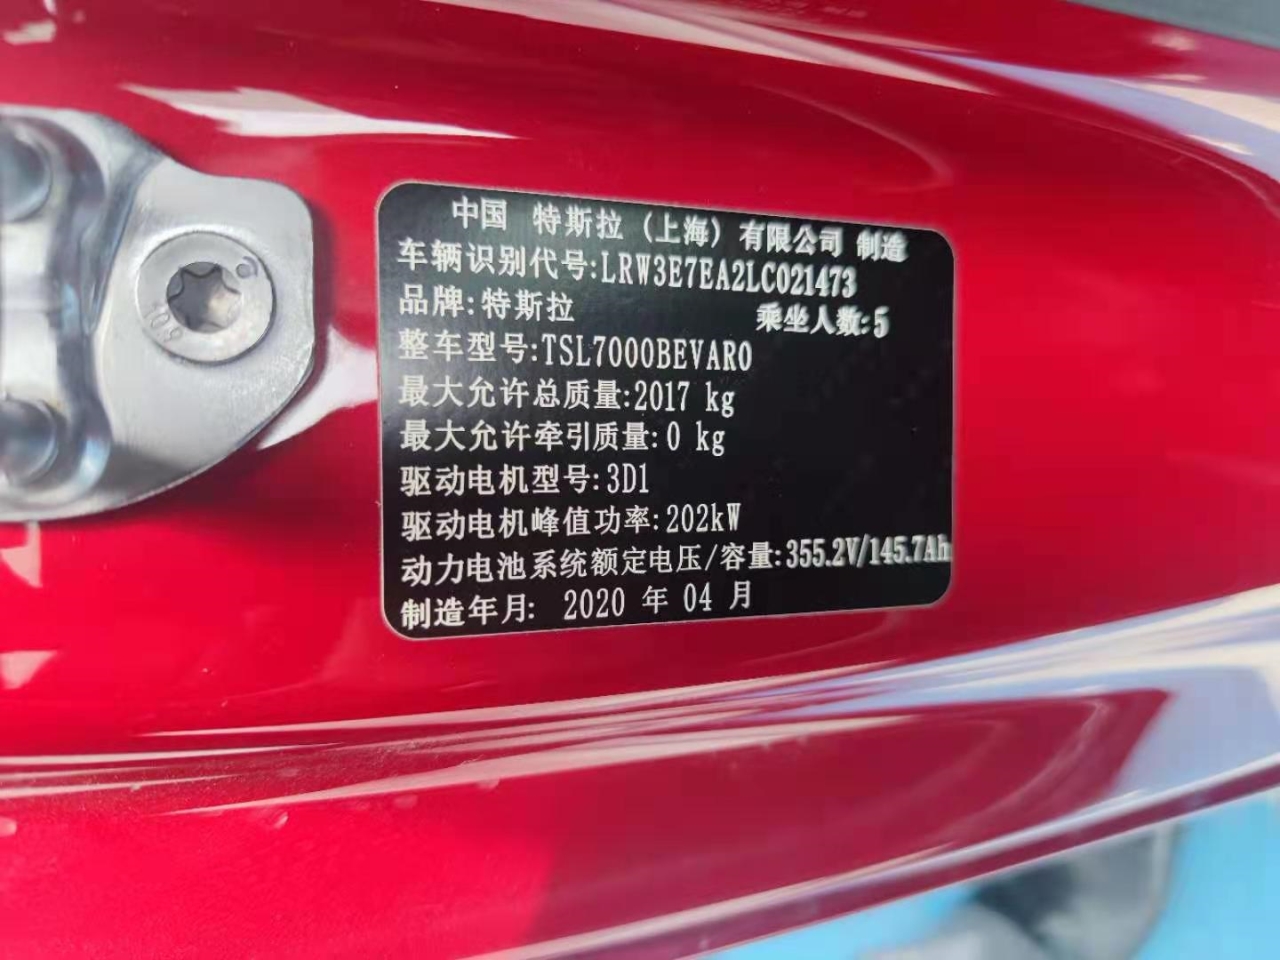 中国 特斯拉（上海）有限公司 制造
车辆识别代号:LRW3E7EA2LC021473
品牌:特斯拉 乘坐人数:5
整车型号:TSL7000BEVAR0
最大允许总质量:2017 kg
最大允许牵引质量:0 kg
驱动电机型号:3D1
驱动电机峰值功率:202kW
动力电池系统额定电压/容量:355.2V/145.7Ah
制造年月: 2020 年 04 月
10.9